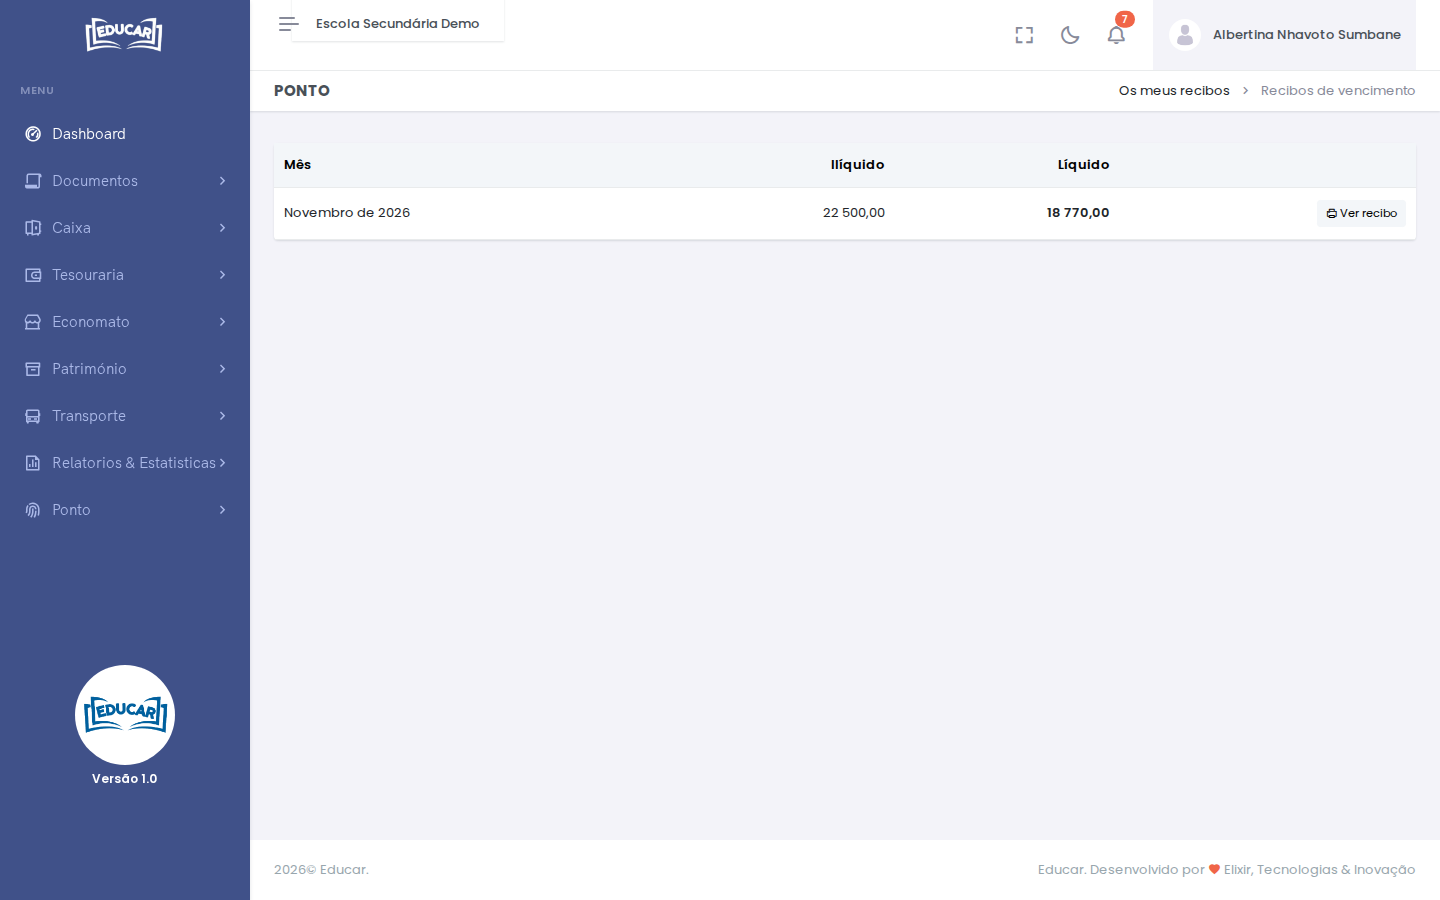 EDUCAR
Escola Secundária Demo
7
Albertina Nhavoto Sumbane
MENU
Dashboard
Documentos
Caixa
Tesouraria
Economato
Património
Transporte
Relatorios & Estatisticas
Ponto
EDUCAR
Versão 1.0
PONTO
Os meus recibos > Recibos de vencimento
Mês Ilíquido Líquido
Novembro de 2026 22 500,00 18 770,00 Ver recibo
2026© Educar.
Educar. Desenvolvido por Elixir, Tecnologias & Inovação